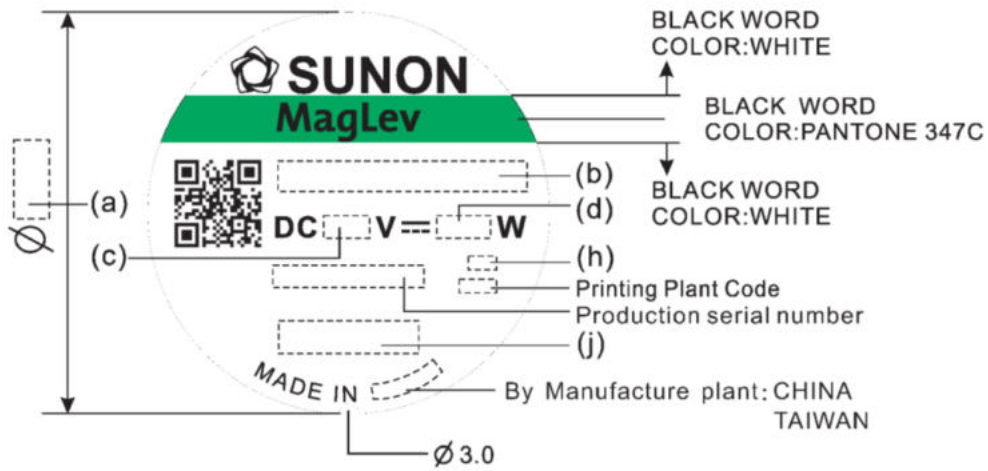 BLACK WORD
COLOR:WHITE
SUNON
MagLev
BLACK WORD
COLOR:PANTONE 347C
(a)
(b)
BLACK WORD
COLOR:WHITE
DC V W
(d)
(c)
(h)
Printing Plant Code
Production serial number
(j)
MADE IN
By Manufacture plant: CHINA
TAIWAN
Ø
Ø 3.0